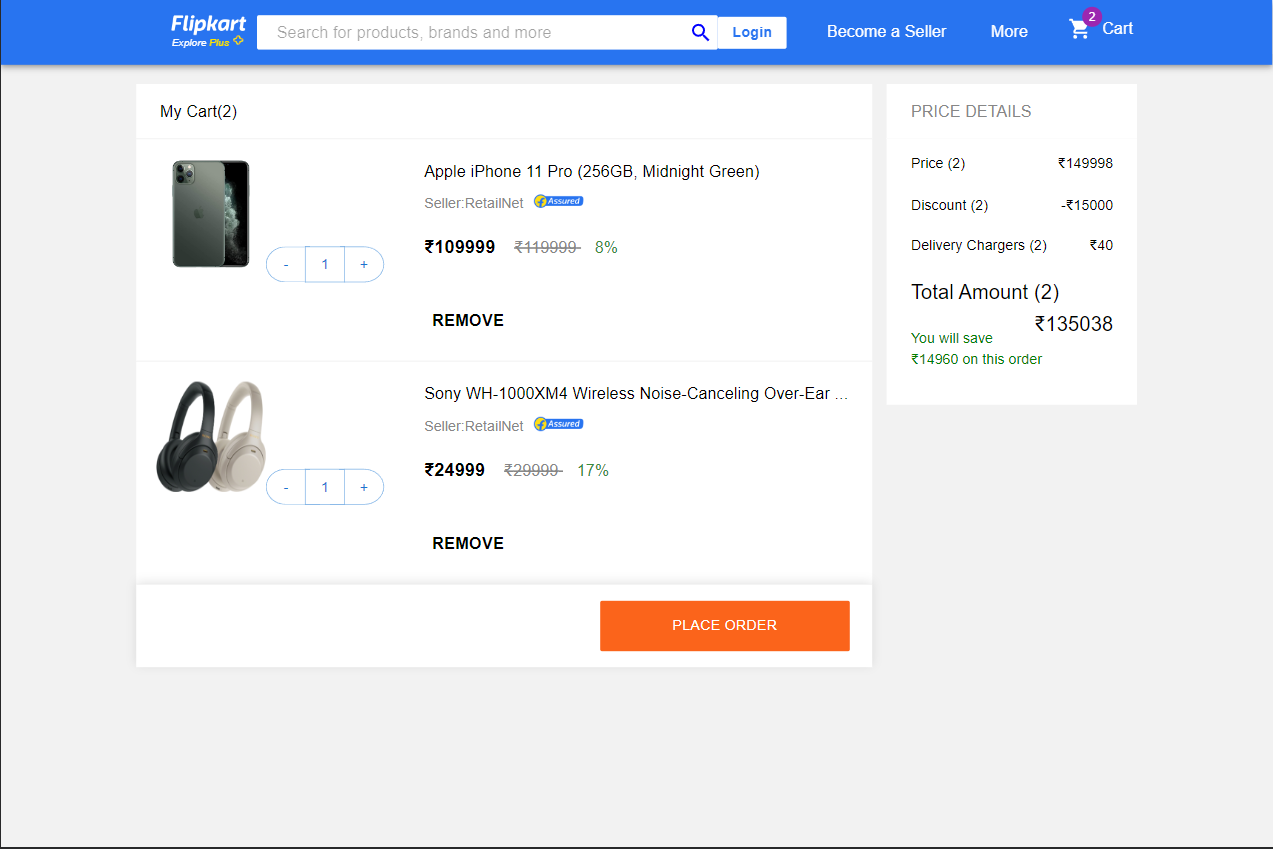 Flipkart
Explore Plus
Search for products, brands and more
Login
Become a Seller
More
2
Cart
My Cart(2)
Apple iPhone 11 Pro (256GB, Midnight Green)
Seller:RetailNet Assured
₹109999 ₹119999 8%
- 1 +
REMOVE
Sony WH-1000XM4 Wireless Noise-Canceling Over-Ear ...
Seller:RetailNet Assured
₹24999 ₹29999 17%
- 1 +
REMOVE
PLACE ORDER
PRICE DETAILS
Price (2) ₹149998
Discount (2) -₹15000
Delivery Chargers (2) ₹40
Total Amount (2)
₹135038
You will save
₹14960 on this order